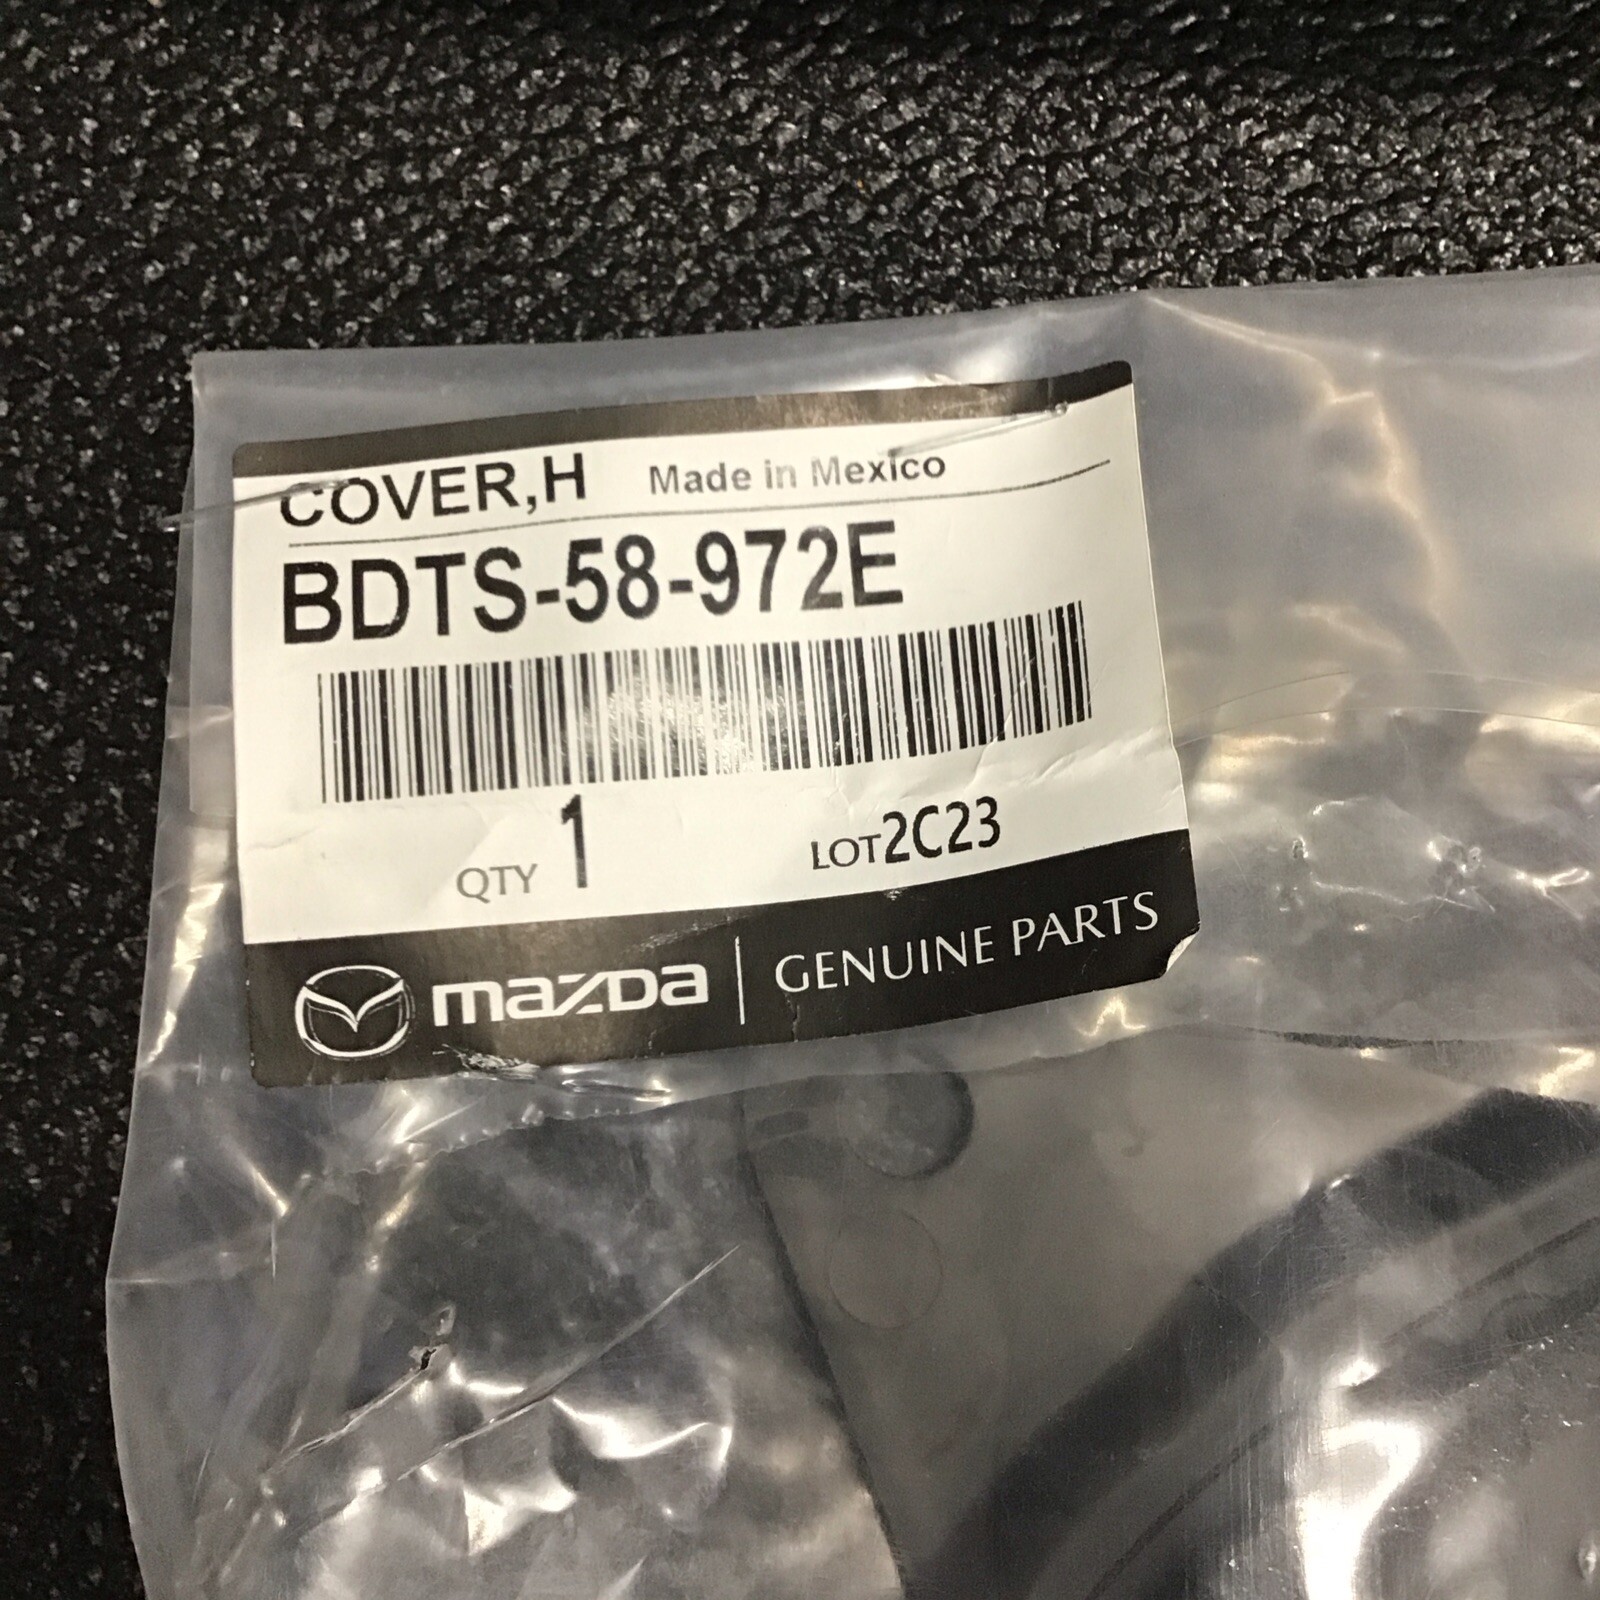 COVER,H Made in Mexico
BDTS-58-972E
QTY 1 LOT2C23
mazda | GENUINE PARTS